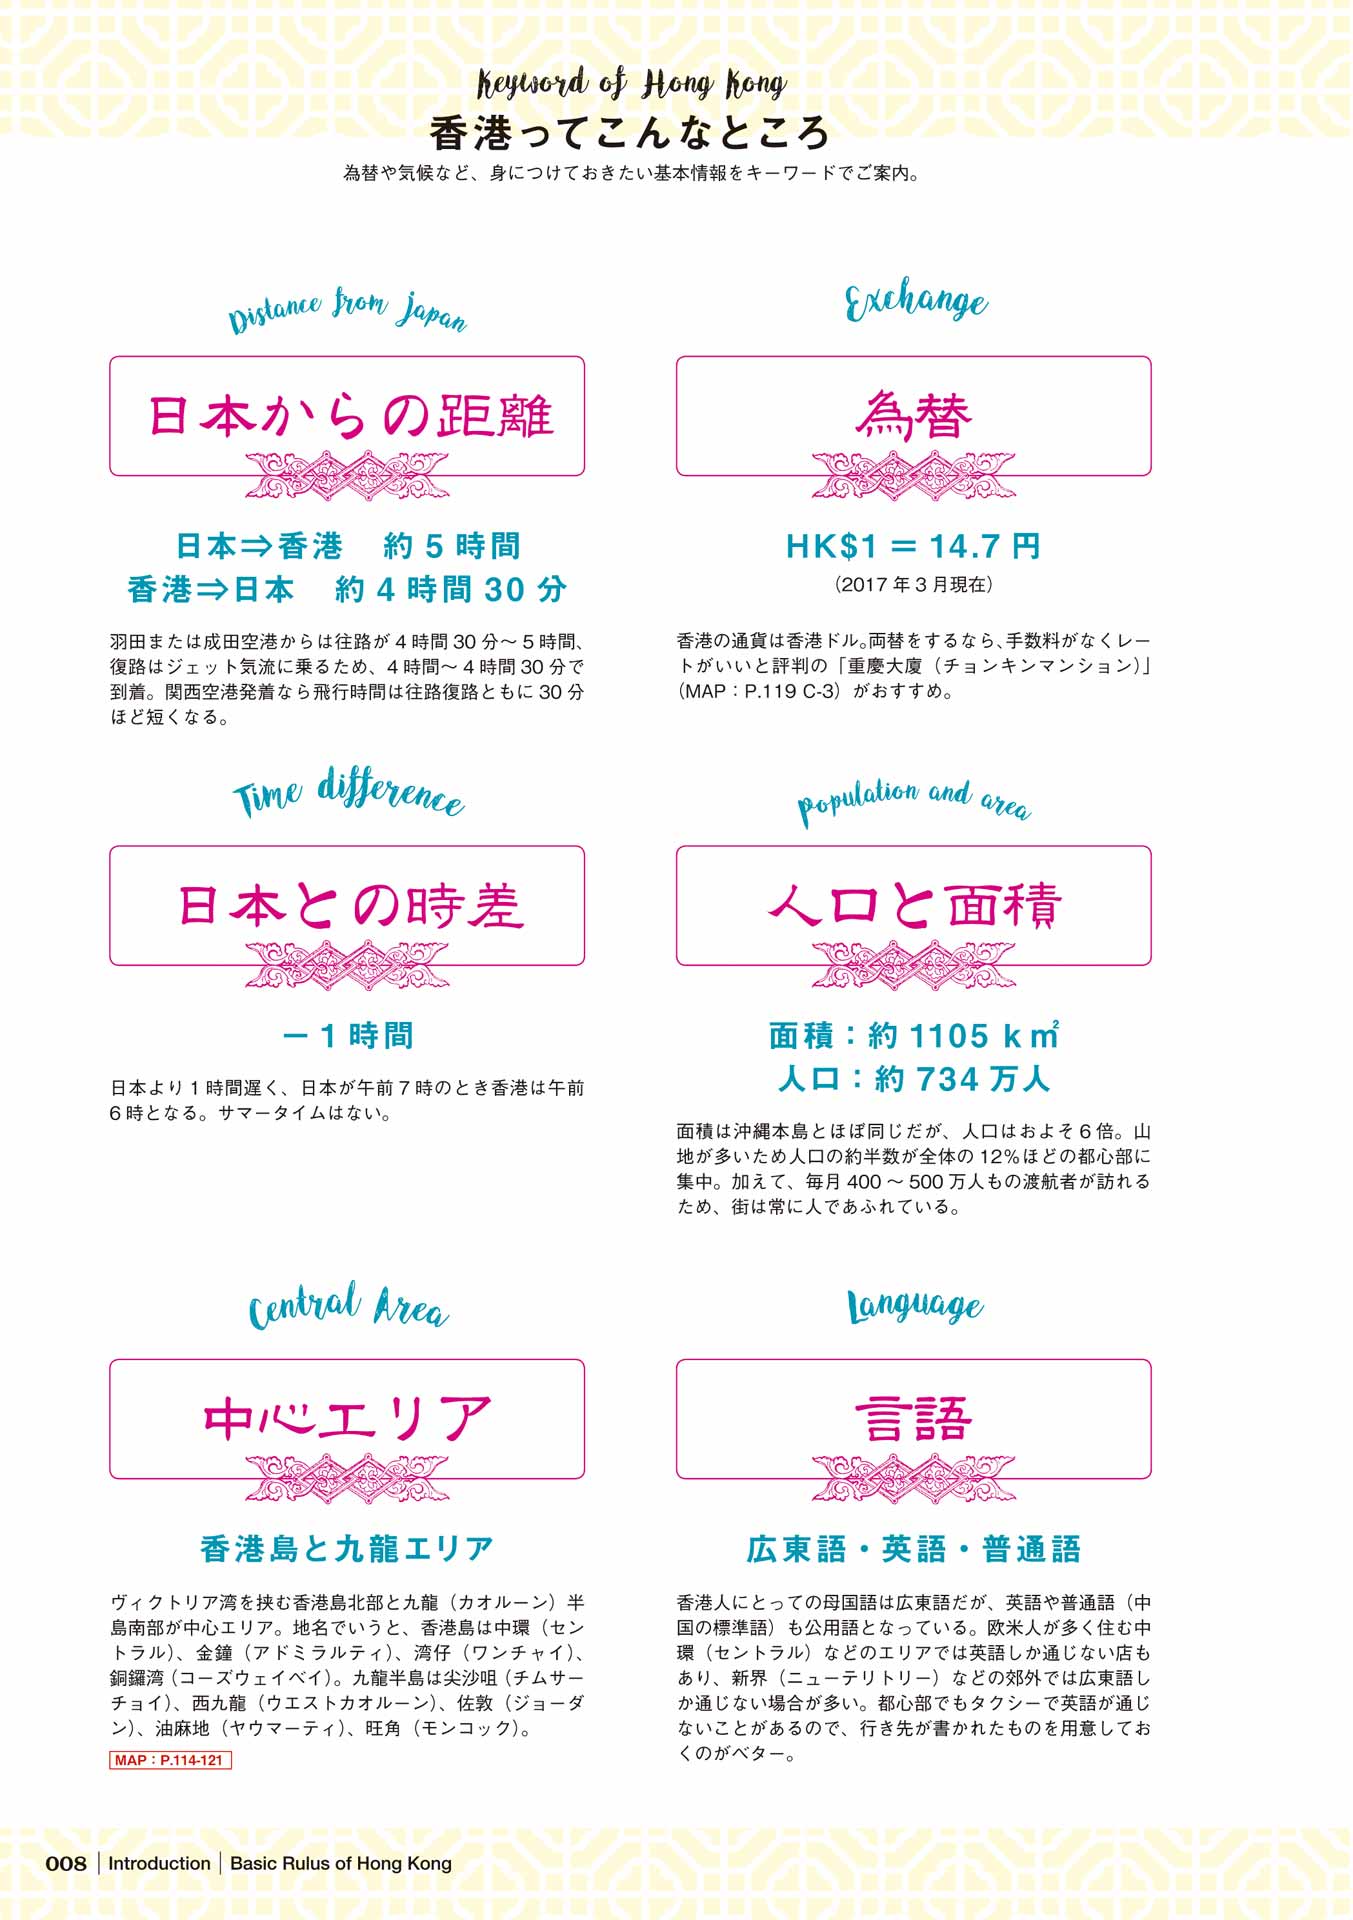 Keyword of Hong Kong
香港ってこんなところ
為替や気候など、身につけておきたい基本情報をキーワードでご案内。
Distance from Japan
日本からの距離
日本⇒香港　約 5 時間
香港⇒日本　約 4 時間 30 分
羽田または成田空港からは往路が 4 時間 30 分〜 5 時間、
復路はジェット気流に乗るため、4 時間〜 4 時間 30 分で
到着。関西空港発着なら飛行時間は往路復路ともに 30 分
ほど短くなる。
Exchange
為替
HK$1 ＝ 14.7 円
（2017 年 3 月現在）
香港の通貨は香港ドル。両替をするなら、手数料がなくレー
トがいいと評判の「重慶大廈（チョンキンマンション）」
（MAP：P.119 C-3）がおすすめ。
Time difference
日本との時差
－ 1 時間
日本より 1 時間遅く、日本が午前 7 時のとき香港は午前
6 時となる。サマータイムはない。
Population and area
人口と面積
面積：約 1105 k㎡
人口：約 734 万人
面積は沖縄本島とほぼ同じだが、人口はおよそ 6 倍。山
地が多いため人口の約半数が全体の 12％ほどの都心部に
集中。加えて、毎月 400 〜 500 万人もの渡航者が訪れる
ため、街は常に人であふれている。
Central Area
中心エリア
香港島と九龍エリア
ヴィクトリア湾を挟む香港島北部と九龍（カオルーン）半
島南部が中心エリア。地名でいうと、香港島は中環（セン
トラル）、金鐘（アドミラルティ）、湾仔（ワンチャイ）、
銅鑼湾（コーズウェイベイ）。九龍半島は尖沙咀（チムサー
チョイ）、西九龍（ウエストカオルーン）、佐敦（ジョーダ
ン）、油麻地（ヤウマーティ）、旺角（モンコック）。
MAP：P.114-121
Language
言語
広東語・英語・普通語
香港人にとっての母国語は広東語だが、英語や普通語（中
国の標準語）も公用語となっている。欧米人が多く住む中
環（セントラル）などのエリアでは英語しか通じない店も
あり、新界（ニューテリトリー）などの郊外では広東語し
か通じない場合が多い。都心部でもタクシーで英語が通じ
ないことがあるので、行き先が書かれたものを用意してお
くのがベター。
008 | Introduction | Basic Rulus of Hong Kong